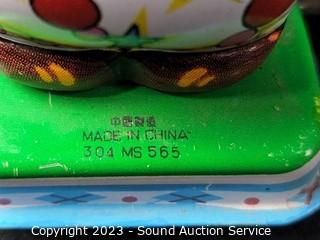 中國製造
MADE IN CHINA
304 MS 565
Copyright 2023 - Sound Auction Service